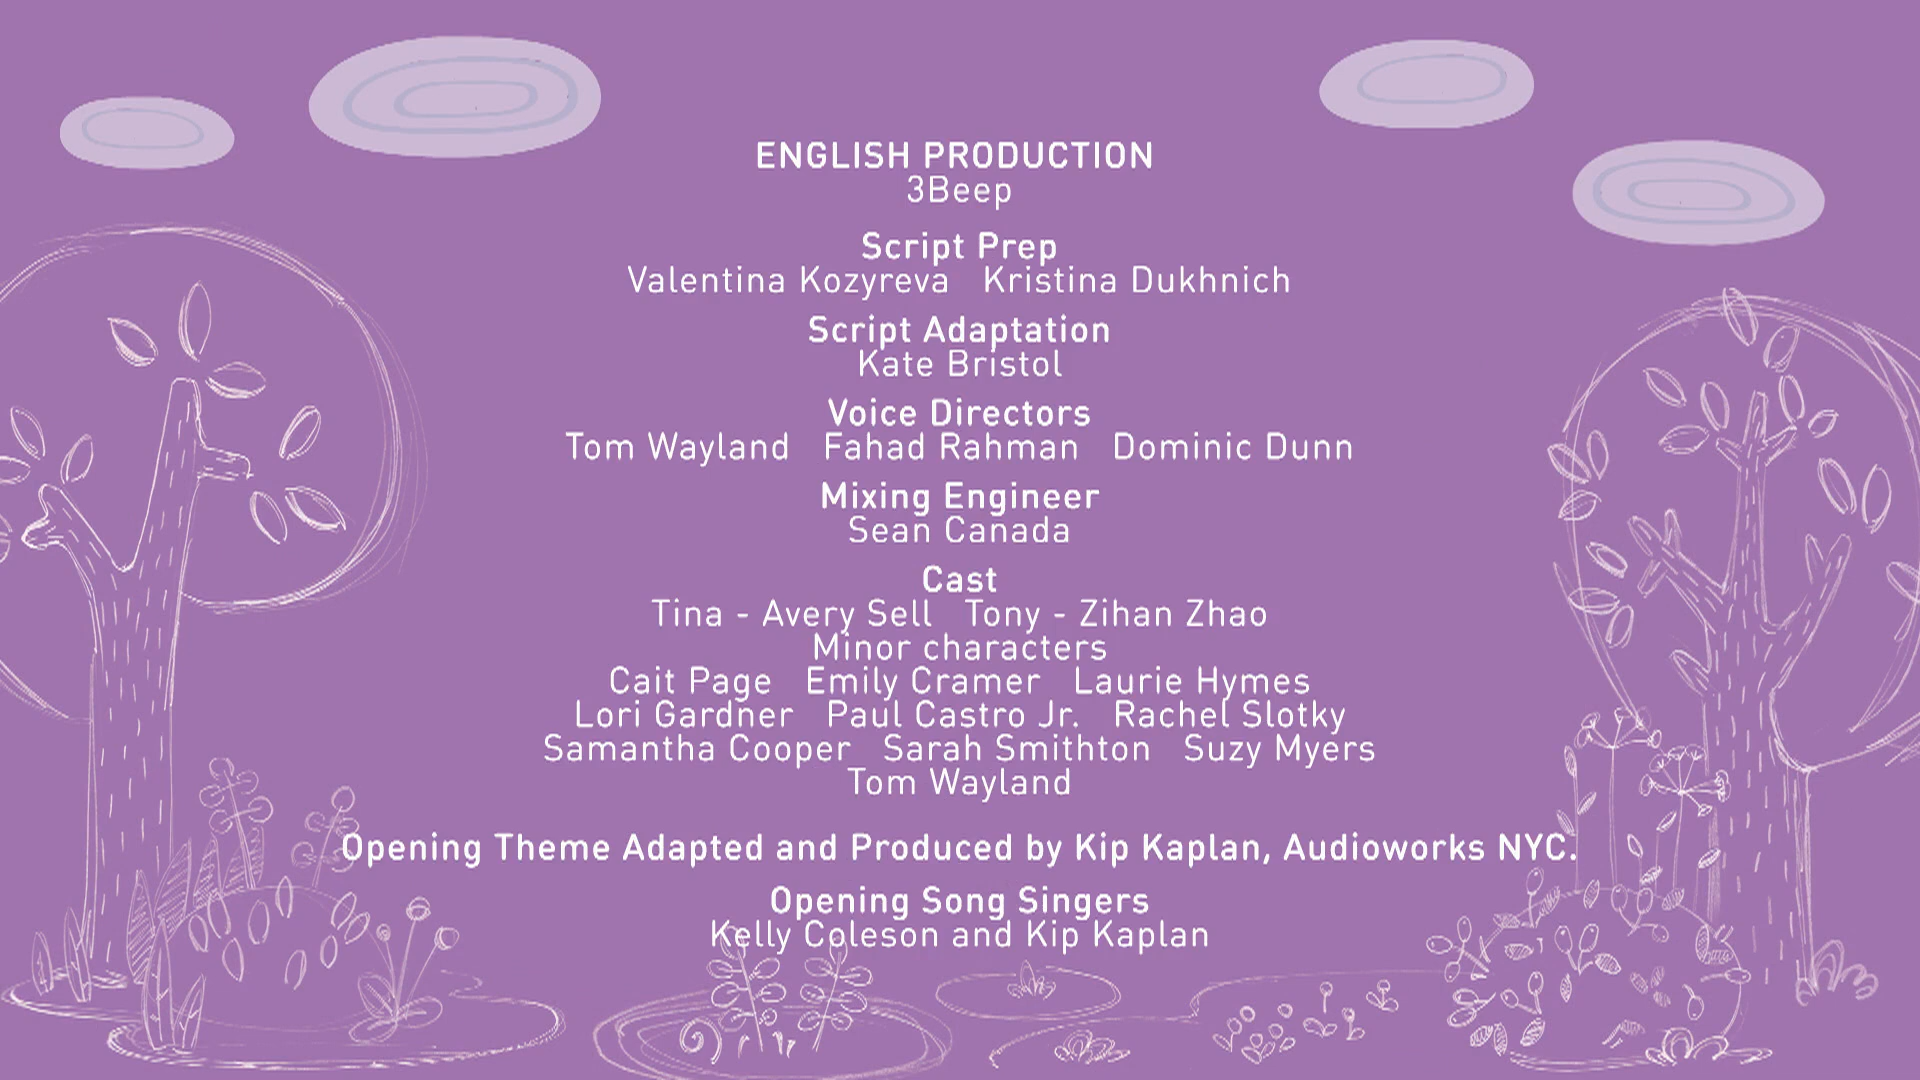 ENGLISH PRODUCTION
3Beep
Script Prep
Valentina Kozyreva Kristina Dukhnich
Script Adaptation
Kate Bristol
Voice Directors
Tom Wayland Fahad Rahman Dominic Dunn
Mixing Engineer
Sean Canada
Cast
Tina - Avery Sell Tony - Zihan Zhao
Minor characters
Cait Page Emily Cramer Laurie Hymes
Lori Gardner Paul Castro Jr. Rachel Slotky
Samantha Cooper Sarah Smithton Suzy Myers
Tom Wayland
Opening Theme Adapted and Produced by Kip Kaplan, Audioworks NYC.
Opening Song Singers
Kelly Coleson and Kip Kaplan